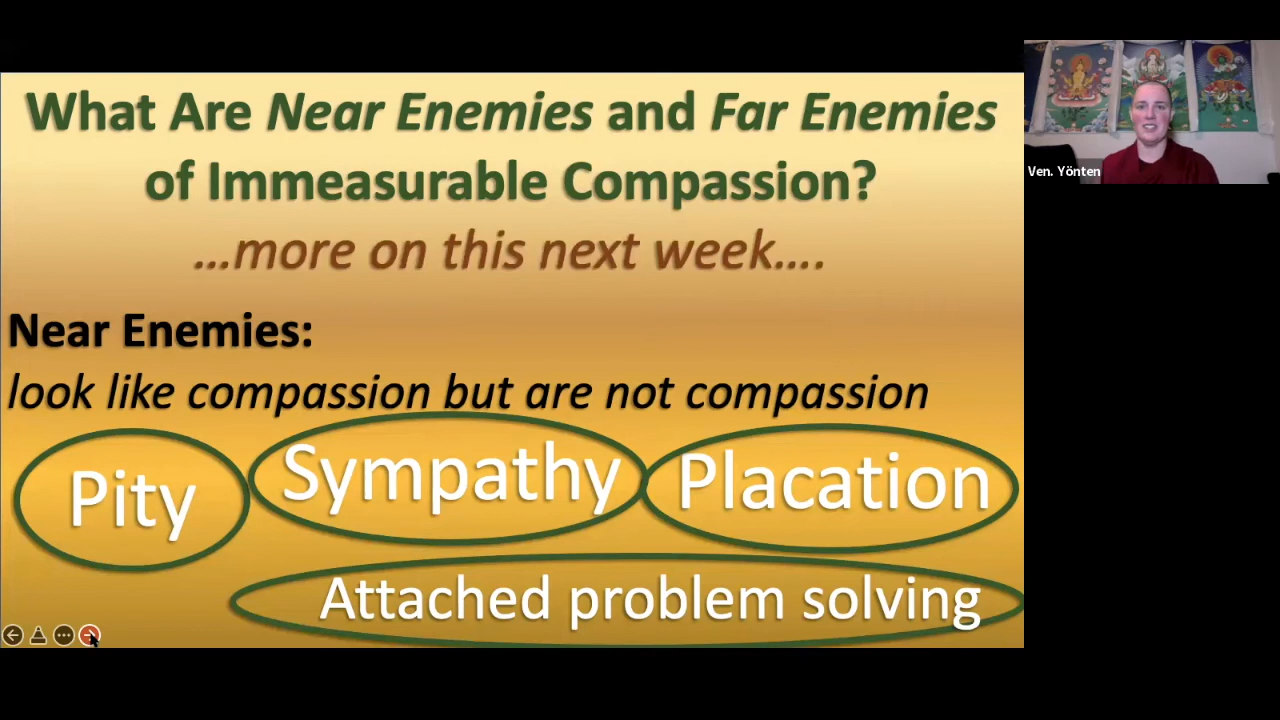 What Are Near Enemies and Far Enemies
of Immeasurable Compassion?
...more on this next week....
Near Enemies:
look like compassion but are not compassion
Pity
Sympathy
Placation
Attached problem solving
Ven. Yönten